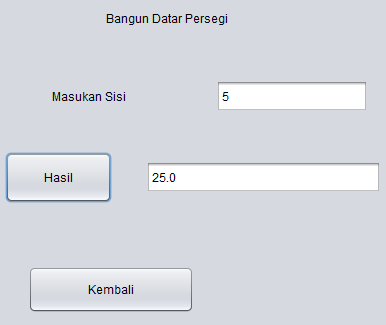 Bangun Datar Persegi
Masukan Sisi 5
Hasil 25.0
Kembali